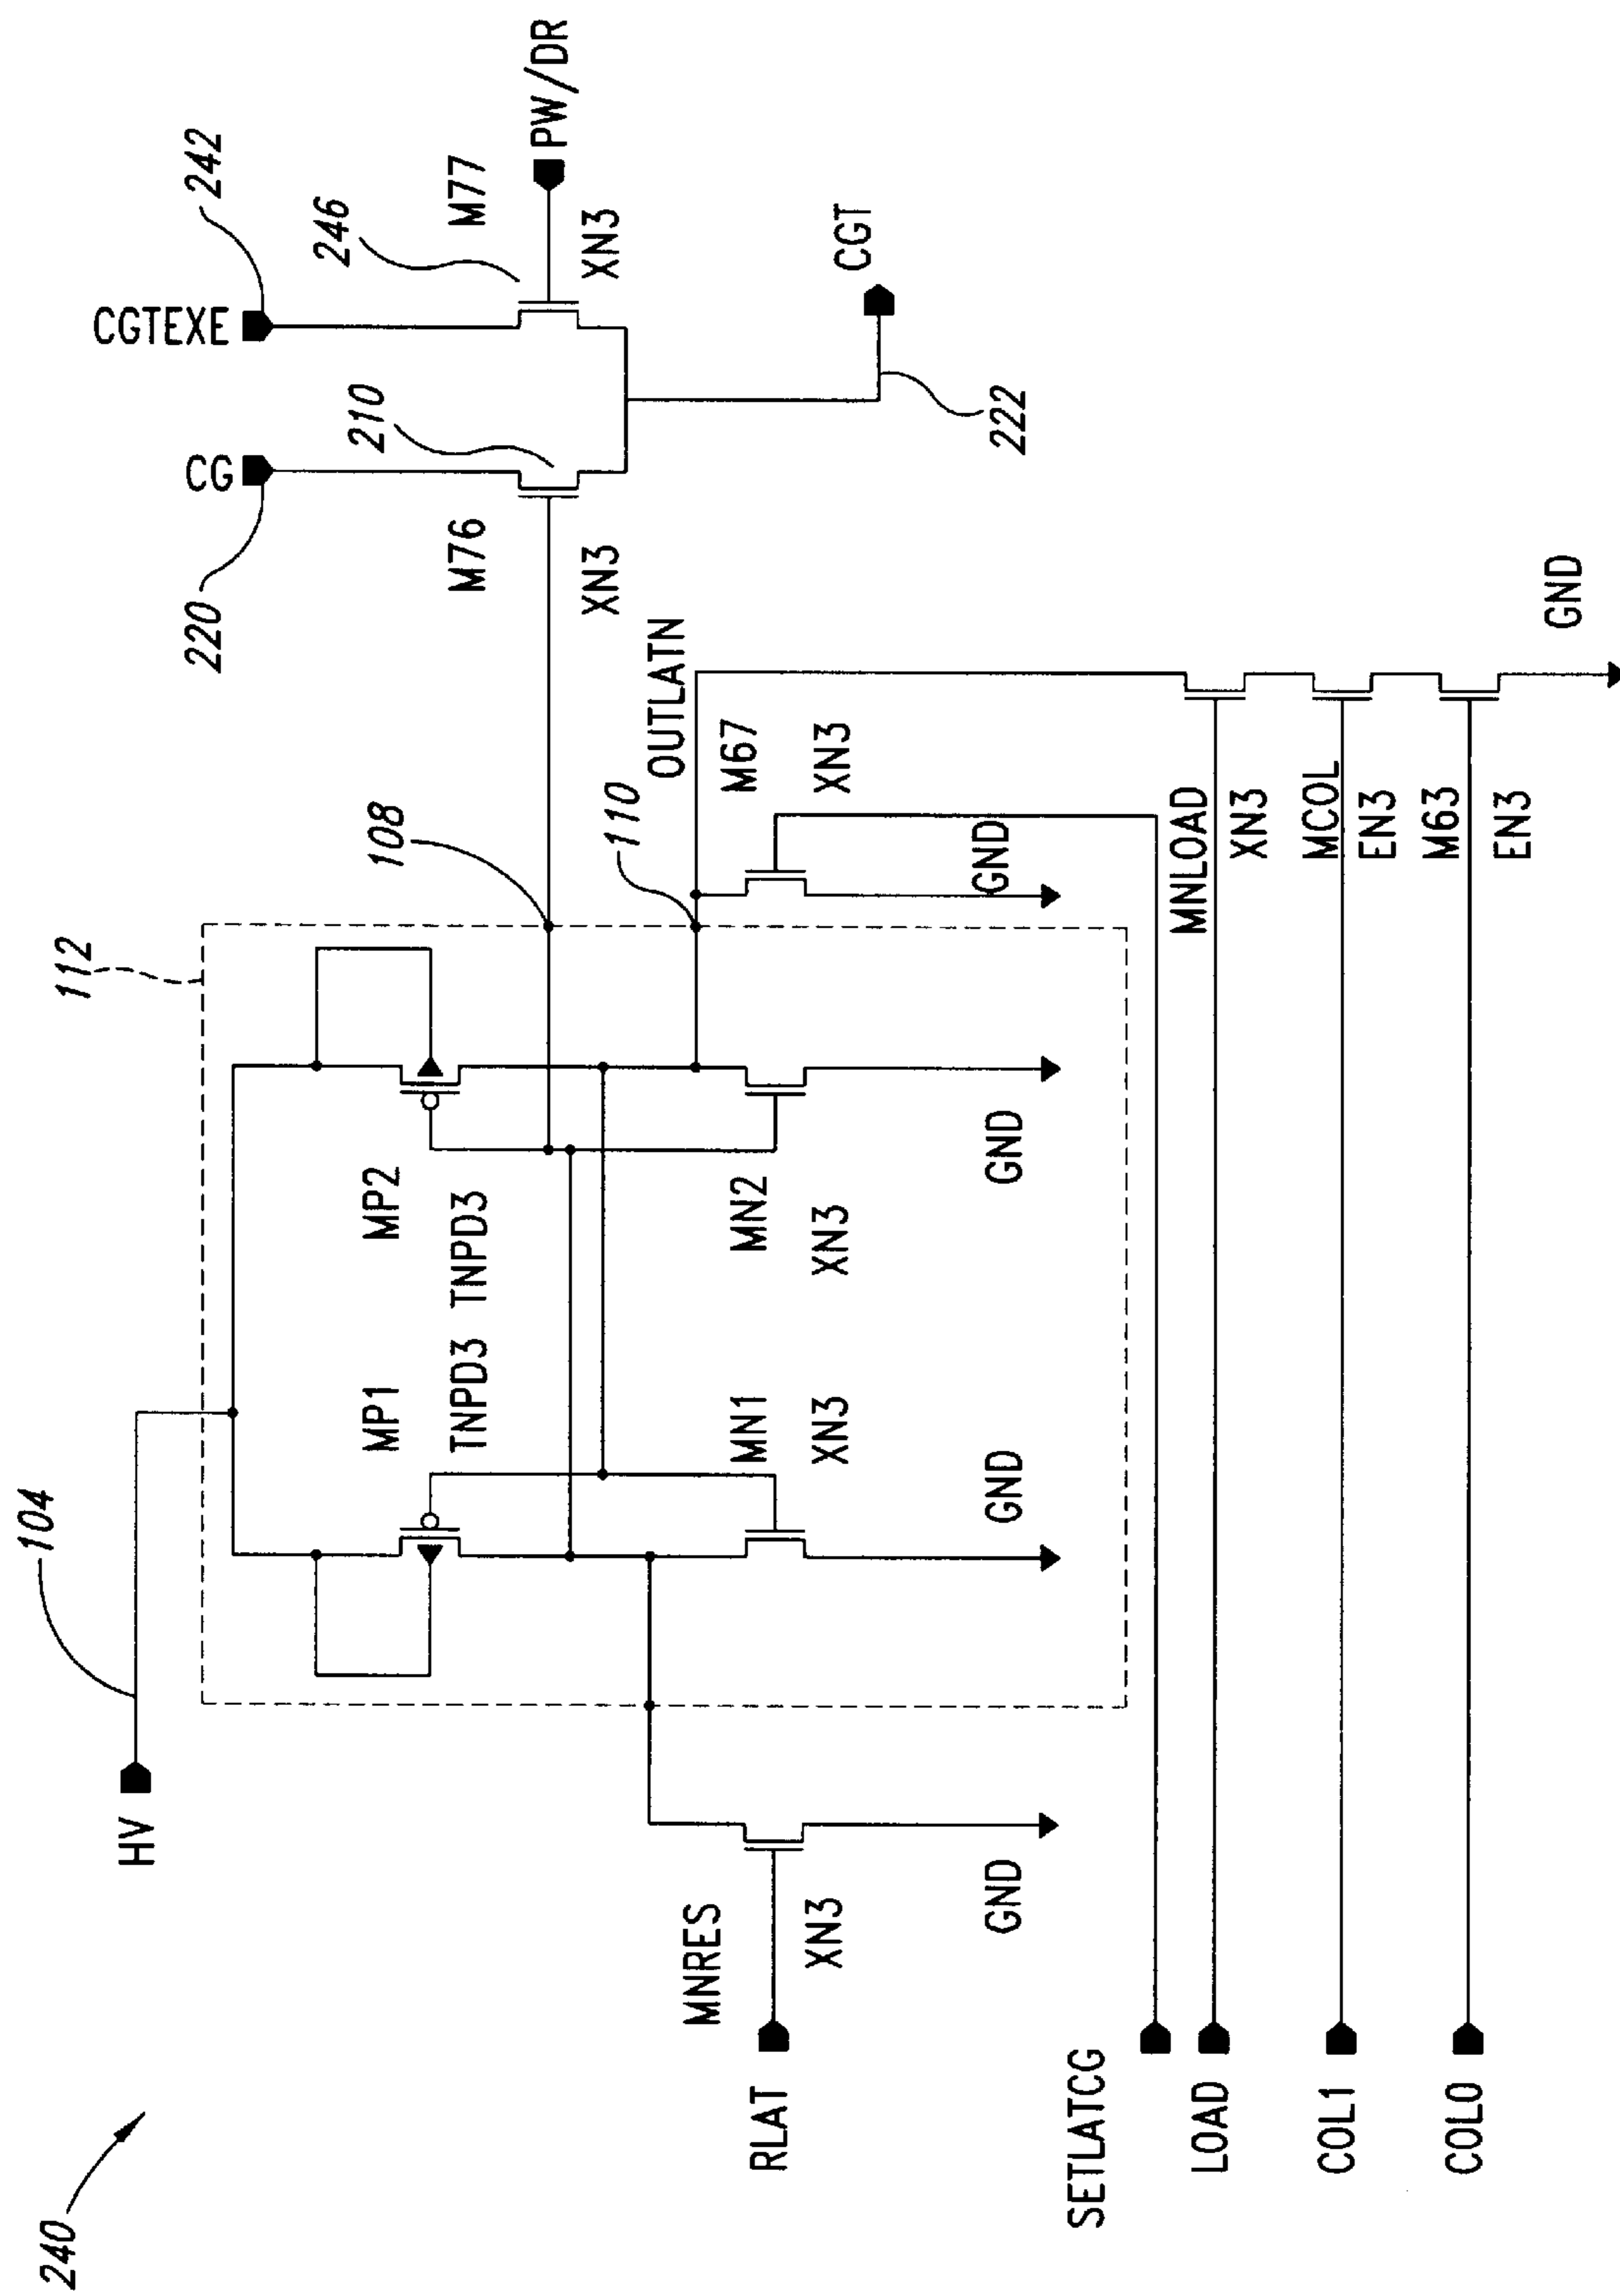 240
HV
104
112
MP1
MP2
TNPD3 TNPD3
MN1
XN3
MN2
XN3
GND
GND
RLAT
MNRES
XN3
GND
108
110
OUTLATN
M67
XN3
GND
220
CG
210
M76
XN3
CGTEXE
242
246
M77
XN3
PW/DR
CGT
222
SETLATCG
LOAD
COL1
COL0
MNLOAD
XN3
MCOL
EN3
M63
EN3
GND